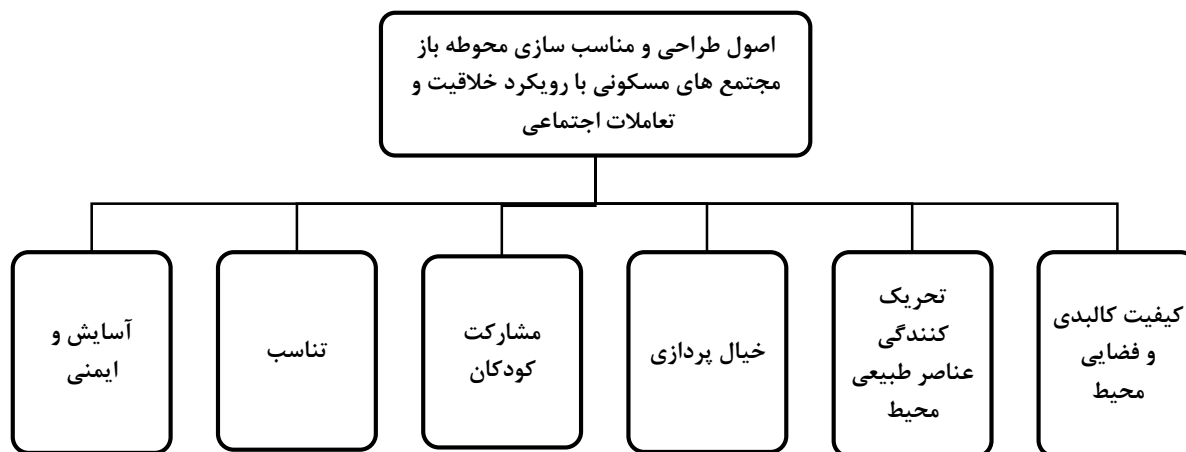 اصول طراحی و مناسب سازی محوطه باز
مجتمع های مسکونی با رویکرد خلاقیت و
تعاملات اجتماعی
کیفیت کالبدی
و فضایی
محیط
تحریک
کنندگی
عناصر طبیعی
محیط
خیال پردازی
مشارکت
کودکان
تناسب
آسایش و
ایمنی